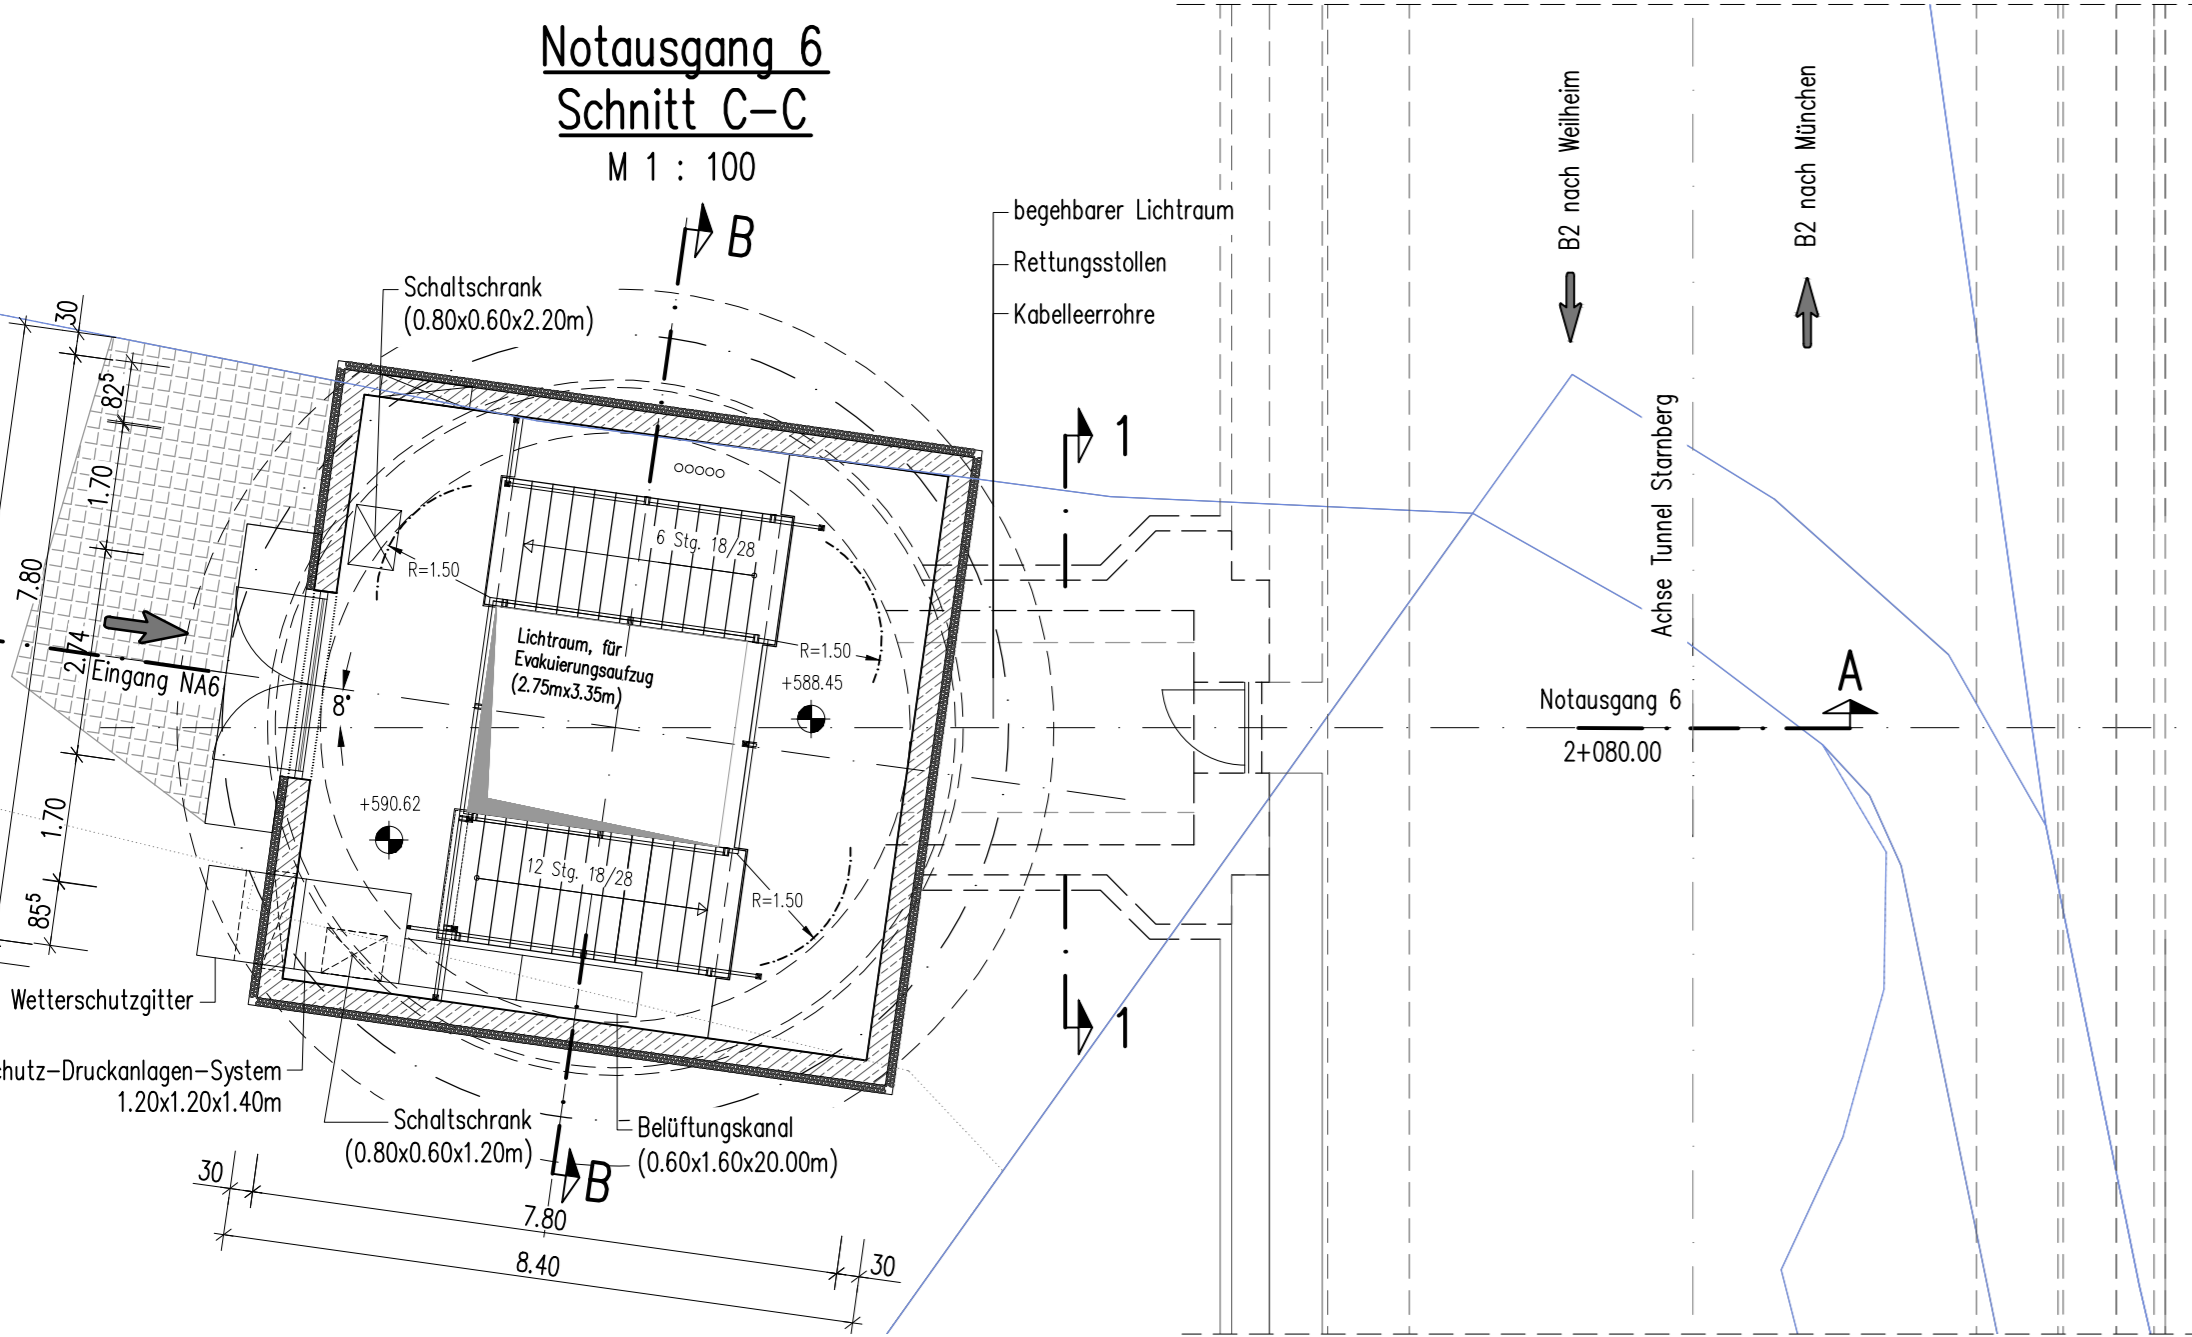 Notausgang 6
Schnitt C-C
M 1 : 100
B
begehbarer Lichtraum
Rettungsstollen
Kabelleerrohre
Schaltschrank
(0.80x0.60x2.20m)
B2 nach Weilheim
B2 nach München
Achse Tunnel Starnberg
1
30
82⁵
1.70
7.80
2.74
1.70
85⁵
Eingang NA6
8°
R=1.50
6 Stg. 18/28
R=1.50
Lichtraum, für
Evakuierungsaufzug
(2.75mx3.35m)
+588.45
+590.62
12 Stg. 18/28
R=1.50
Notausgang 6
2+080.00
A
1
Wetterschutzgitter
hutz-Druckanlagen-System
1.20x1.20x1.40m
Schaltschrank
(0.80x0.60x1.20m)
Belüftungskanal
(0.60x1.60x20.00m)
B
30
7.80
8.40
30